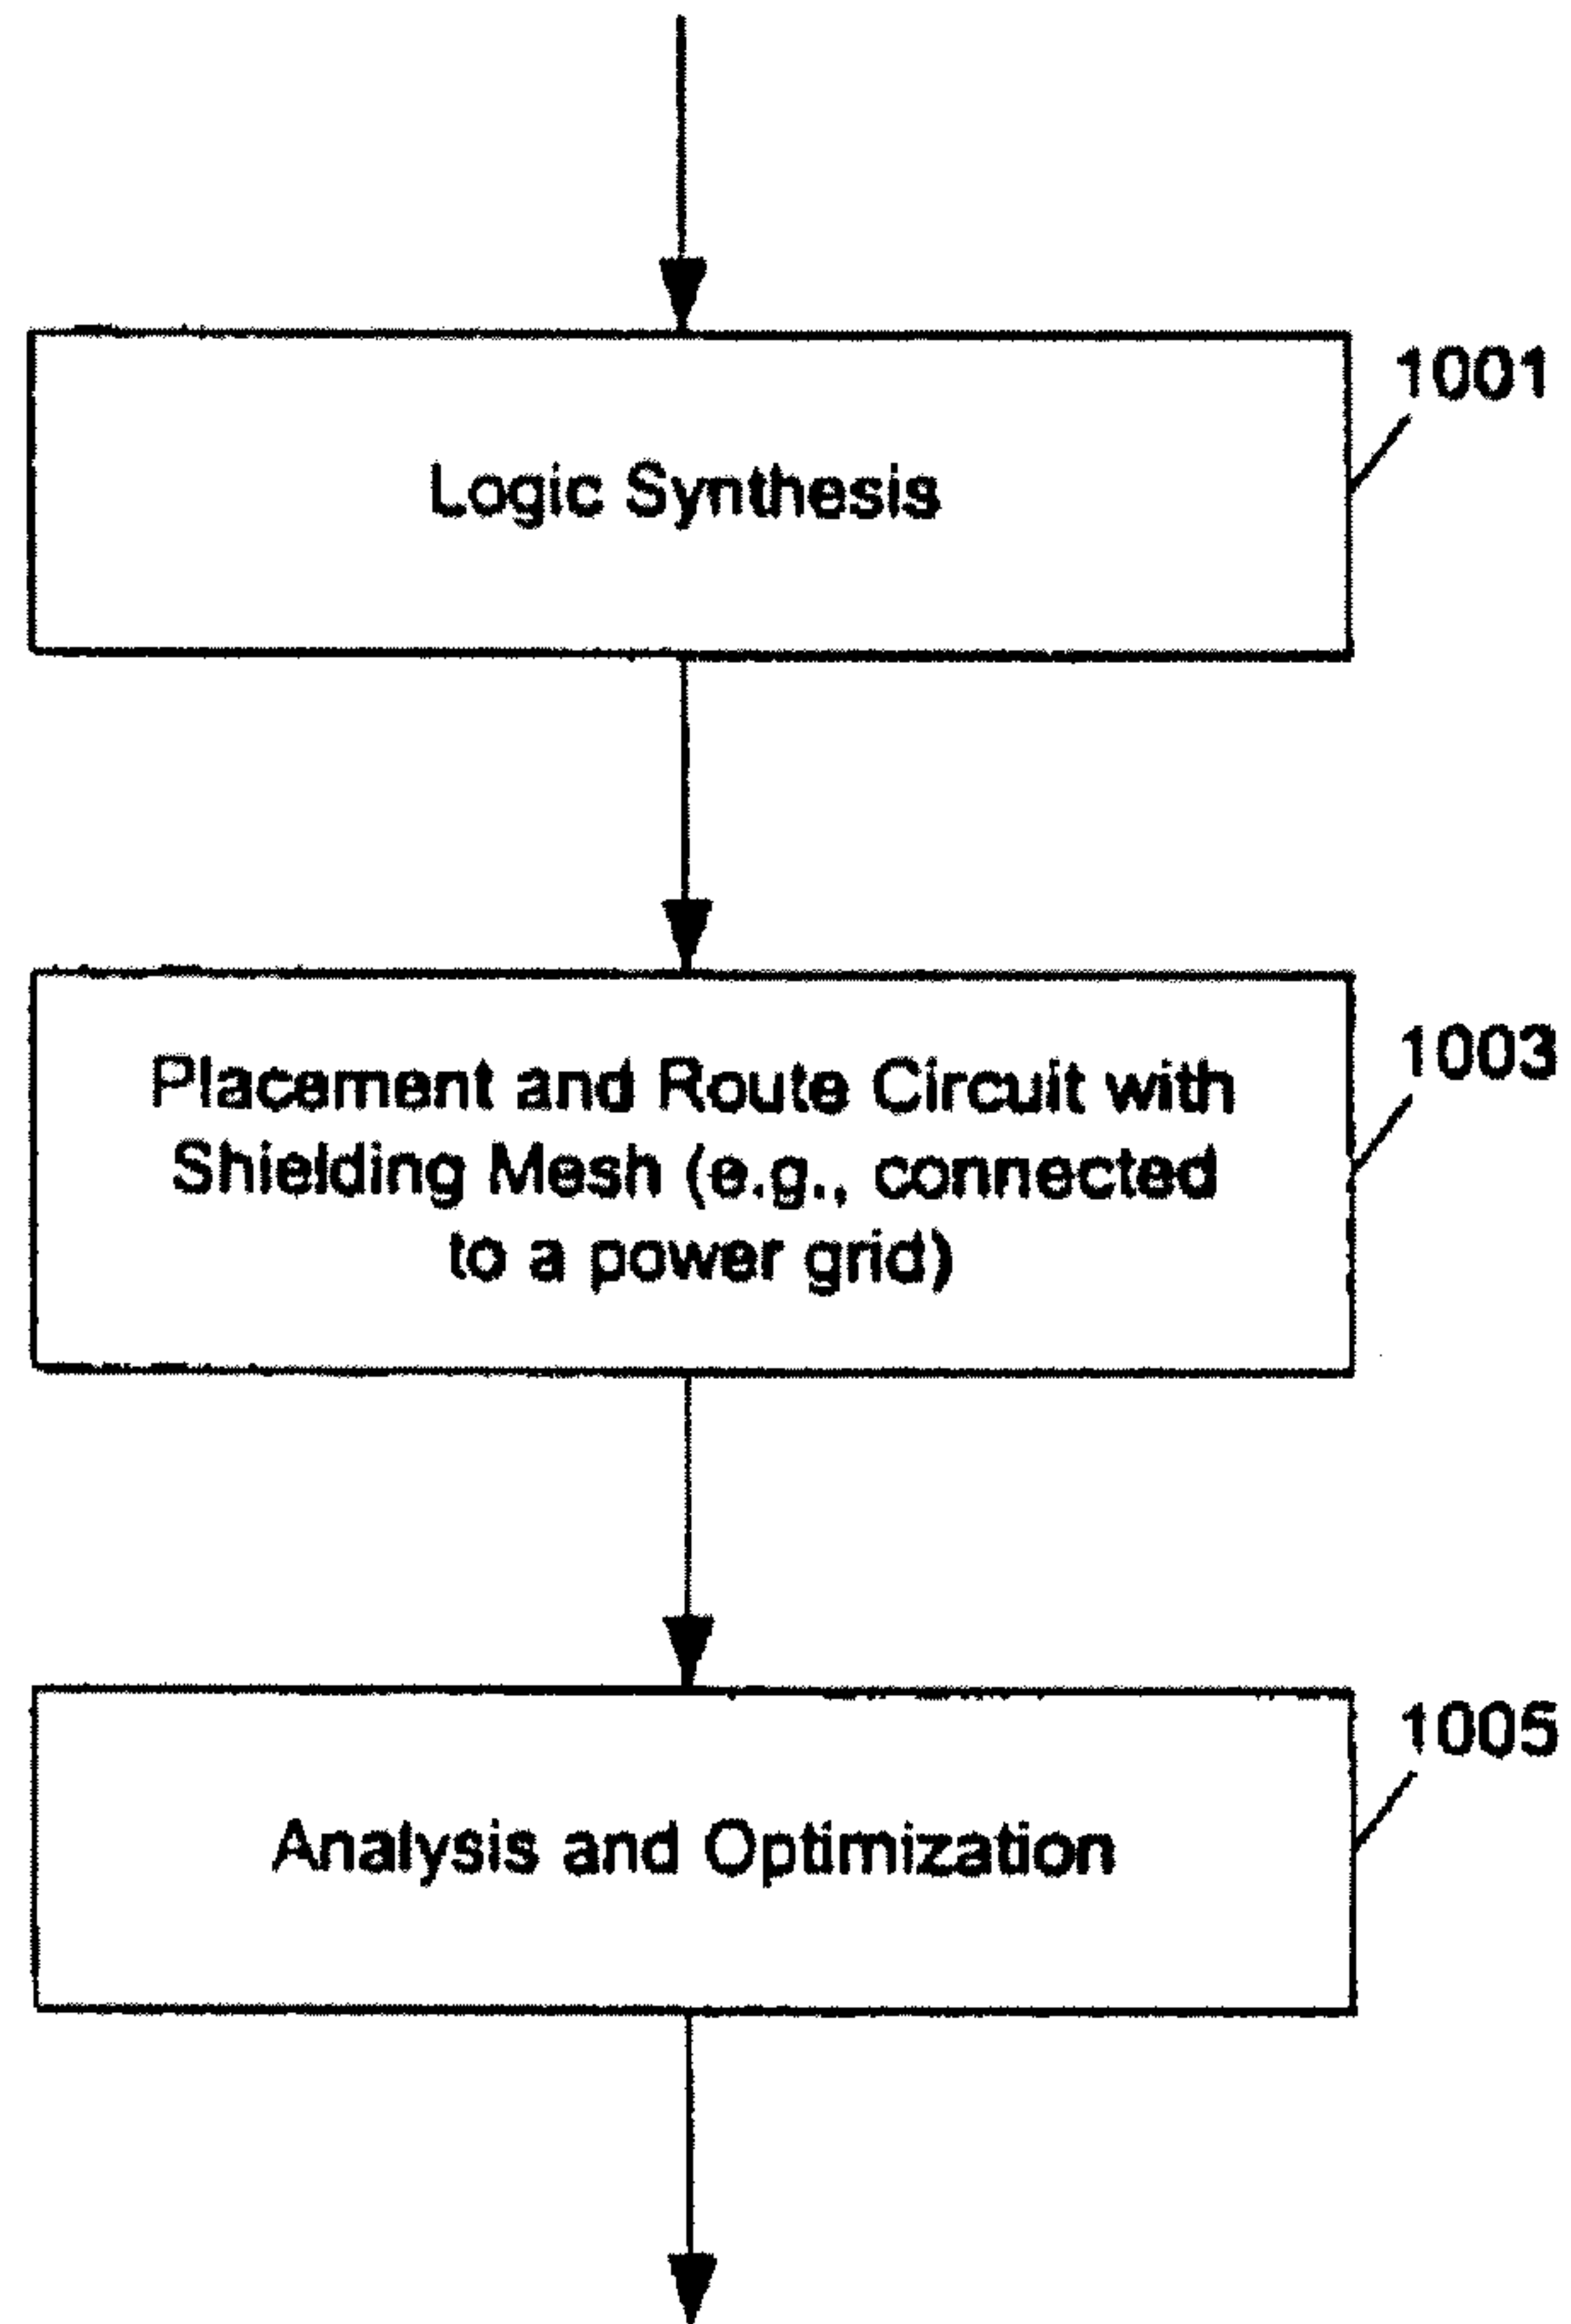 1001
Logic Synthesis
1003
Placement and Route Circuit with
Shielding Mesh (e.g., connected
to a power grid)
1005
Analysis and Optimization